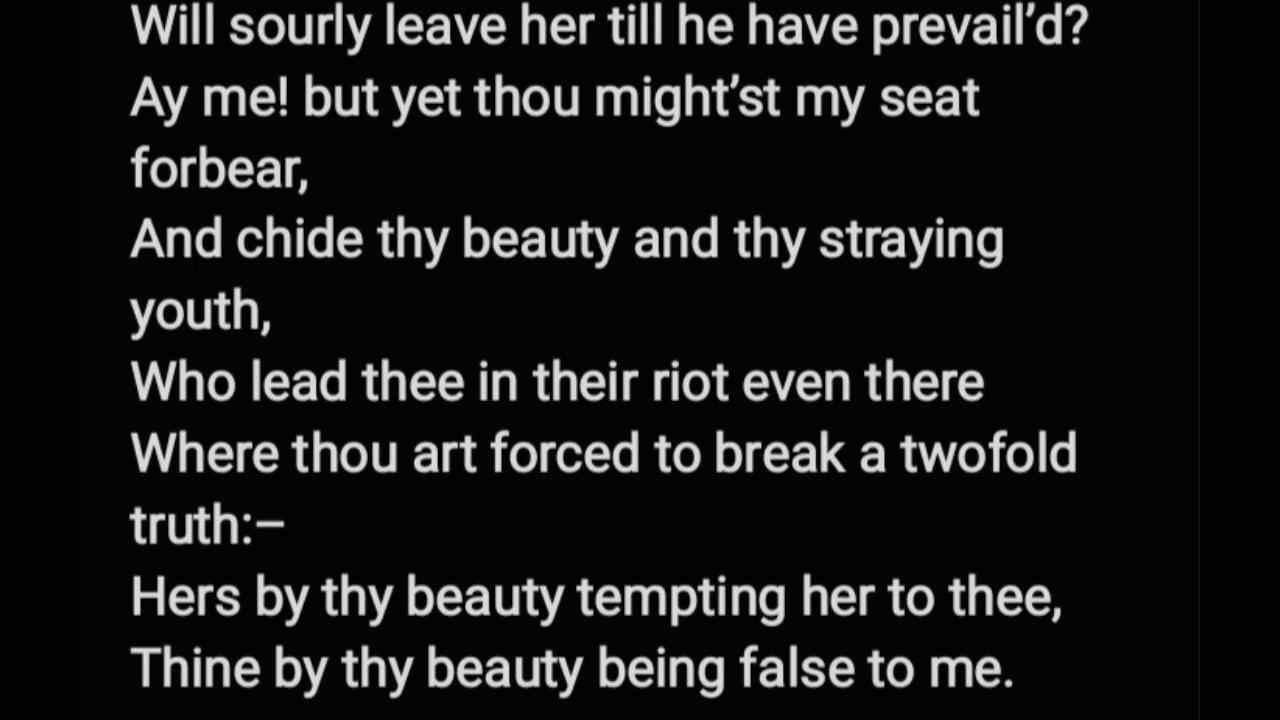 Will sourly leave her till he have prevail’d?
Ay me! but yet thou might’st my seat
forbear,
And chide thy beauty and thy straying
youth,
Who lead thee in their riot even there
Where thou art forced to break a twofold
truth:–
Hers by thy beauty tempting her to thee,
Thine by thy beauty being false to me.